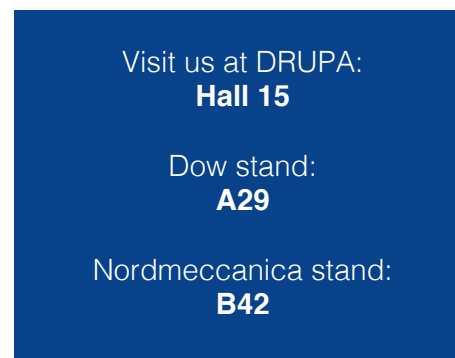 Visit us at DRUPA:
Hall 15
Dow stand:
A29
Nordmeccanica stand:
B42